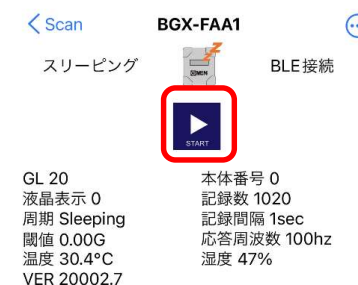 Scan
BGX-FAA1
スリーピング
BLE接続
START
GL 20
液晶表示 0
周期 Sleeping
閾値 0.00G
温度 30.4°C
VER 20002.7
本体番号 0
記録数 1020
記録間隔 1sec
応答周波数 100hz
湿度 47%